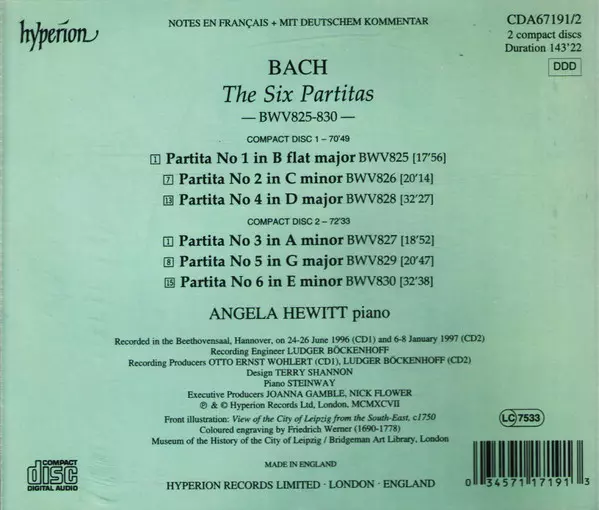 hyperion
NOTES EN FRANÇAIS + MIT DEUTSCHEM KOMMENTAR
CDA67191/2
2 compact discs
Duration 143'22
DDD
BACH
The Six Partitas
— BWV825-830 —
COMPACT DISC 1 – 70'49
1 Partita No 1 in B flat major BWV825 [17'56]
7 Partita No 2 in C minor BWV826 [20'14]
13 Partita No 4 in D major BWV828 [32'27]
COMPACT DISC 2 – 72'33
1 Partita No 3 in A minor BWV827 [18'52]
8 Partita No 5 in G major BWV829 [20'47]
15 Partita No 6 in E minor BWV830 [32'38]
ANGELA HEWITT piano
Recorded in the Beethovensaal, Hannover, on 24-26 June 1996 (CD1) and 6-8 January 1997 (CD2)
Recording Engineer LUDGER BÖCKENHOFF
Recording Producers OTTO ERNST WOHLERT (CD1), LUDGER BÖCKENHOFF (CD2)
Design TERRY SHANNON
Piano STEINWAY
Executive Producers JOANNA GAMBLE, NICK FLOWER
℗ & © Hyperion Records Ltd, London, MCMXCVII
Front illustration: View of the City of Leipzig from the South-East, c1750
Coloured engraving by Friedrich Werner (1690-1778)
Museum of the History of the City of Leipzig / Bridgeman Art Library, London
LC 7533
MADE IN ENGLAND
HYPERION RECORDS LIMITED · LONDON · ENGLAND
COMPACT
disc
DIGITAL AUDIO
0 34571 17191 3